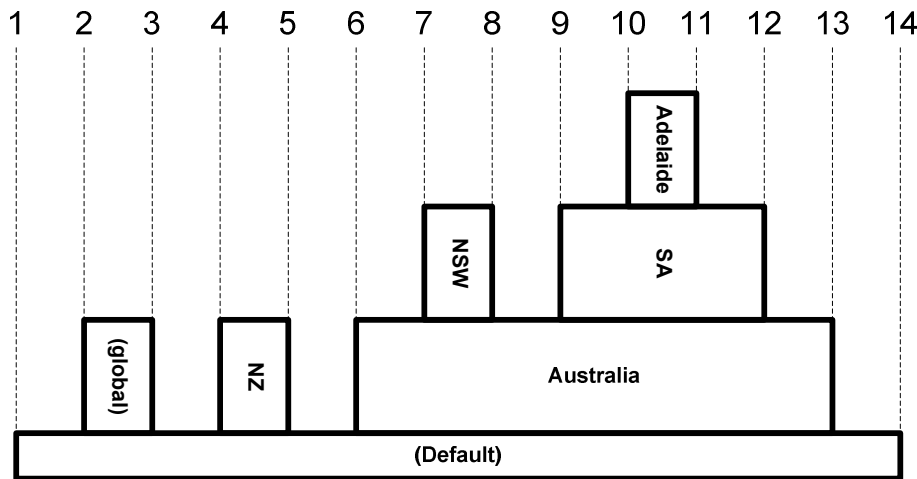 1 2 3 4 5 6 7 8 9 10 11 12 13 14
Adelaide
NSW
SA
(global)
NZ
Australia
(Default)